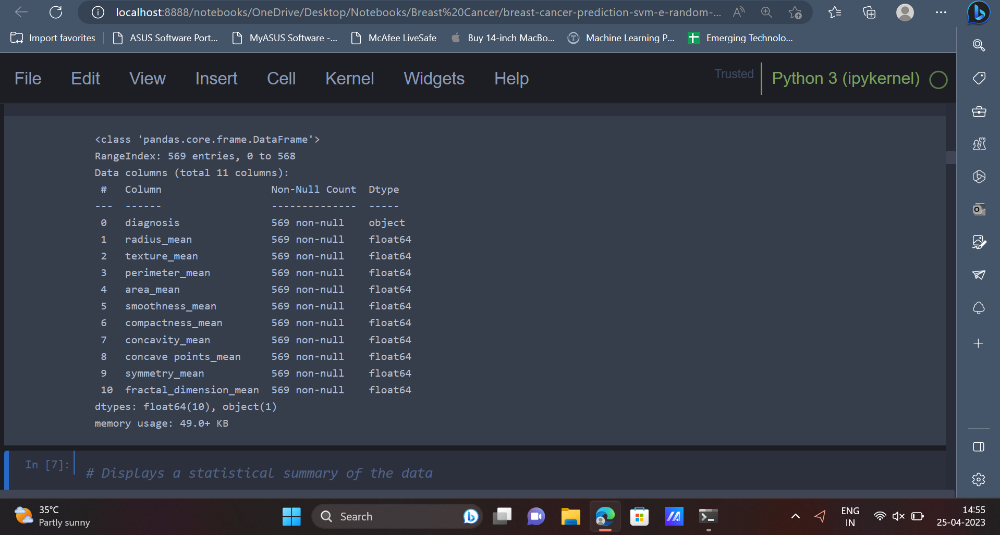 localhost:8888/notebooks/OneDrive/Desktop/Notebooks/Breast%20Cancer/breast-cancer-prediction-svm-e-random-...
Import favorites
ASUS Software Port...
MyASUS Software -...
McAfee LiveSafe
Buy 14-inch MacBo...
Machine Learning P...
Emerging Technolo...
File Edit View Insert Cell Kernel Widgets Help
Trusted
Python 3 (ipykernel)
<class 'pandas.core.frame.DataFrame'>
RangeIndex: 569 entries, 0 to 568
Data columns (total 11 columns):
 #   Column                  Non-Null Count  Dtype
---  ------                  --------------  -----
 0   diagnosis               569 non-null    object
 1   radius_mean             569 non-null    float64
 2   texture_mean            569 non-null    float64
 3   perimeter_mean          569 non-null    float64
 4   area_mean               569 non-null    float64
 5   smoothness_mean         569 non-null    float64
 6   compactness_mean        569 non-null    float64
 7   concavity_mean          569 non-null    float64
 8   concave points_mean     569 non-null    float64
 9   symmetry_mean           569 non-null    float64
 10  fractal_dimension_mean  569 non-null    float64
dtypes: float64(10), object(1)
memory usage: 49.0+ KB
In [7]:
# Displays a statistical summary of the data
35°C
Partly sunny
Search
ENG
IN
14:55
25-04-2023